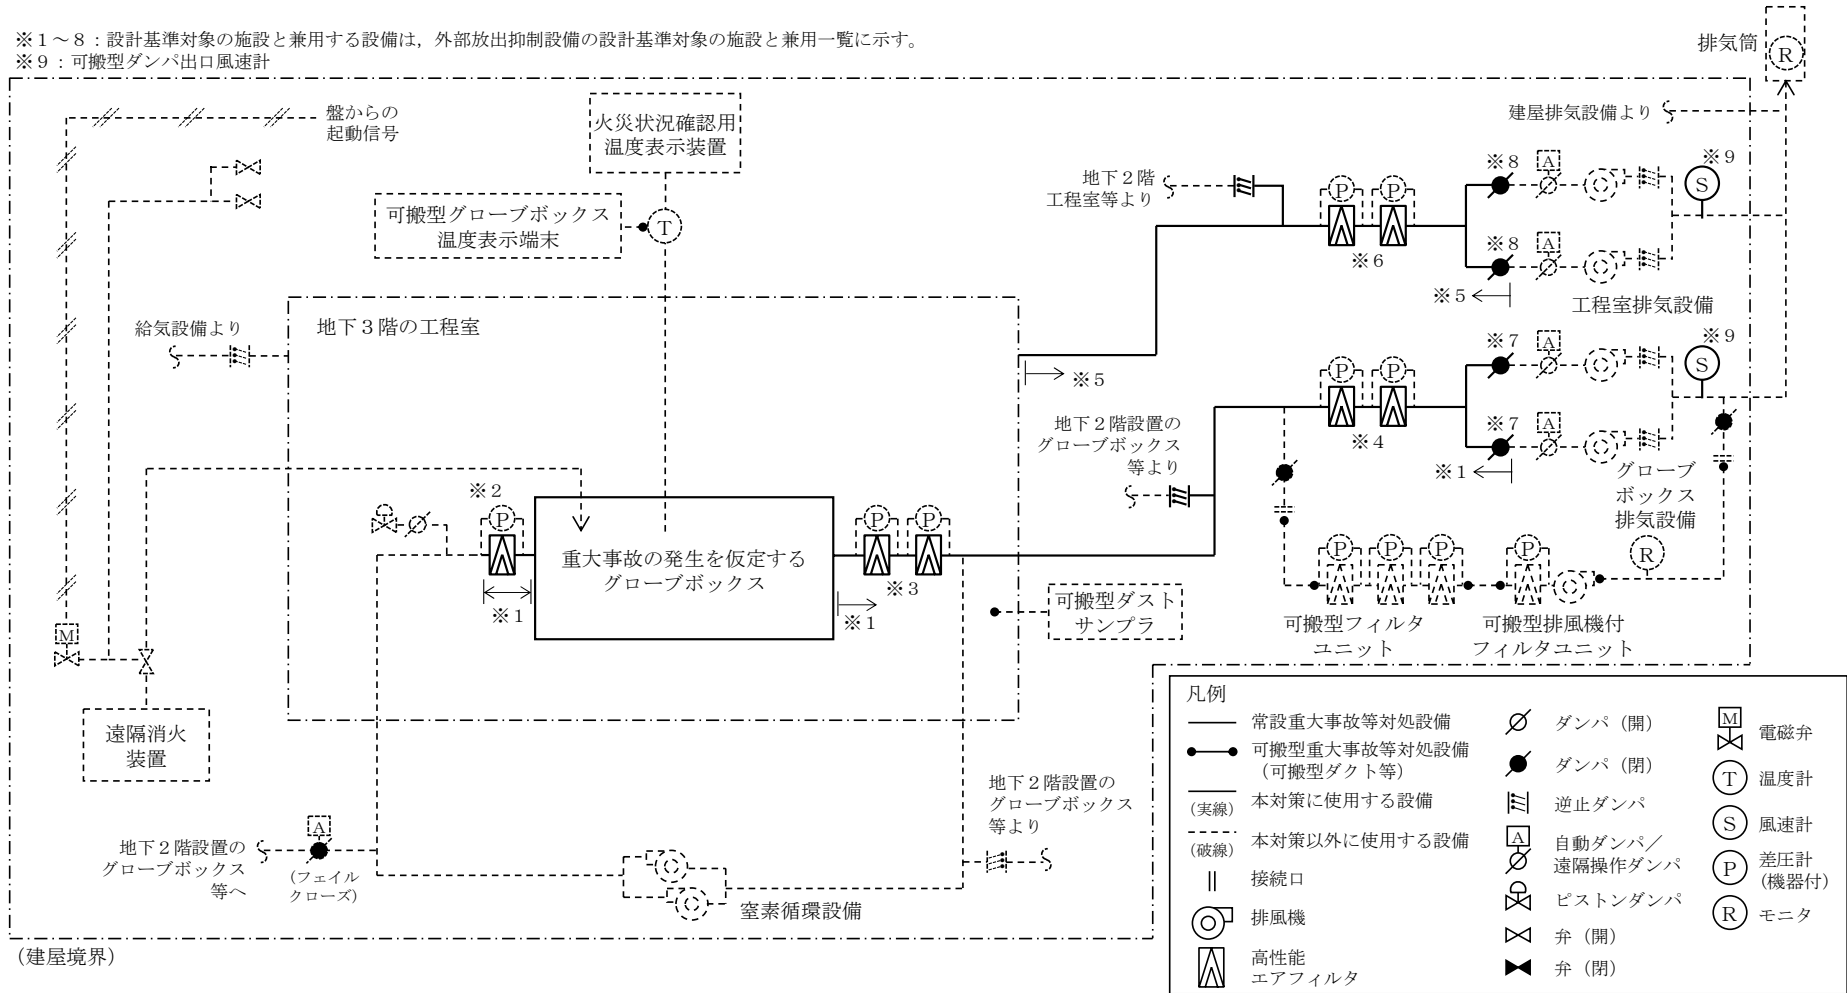 ※１～８：設計基準対象の施設と兼用する設備は，外部放出抑制設備の設計基準対象の施設と兼用一覧に示す。
※９：可搬型ダンパ出口風速計
排気筒
R
盤からの
起動信号
火災状況確認用
温度表示装置
建屋排気設備より
可搬型グローブボックス
温度表示端末
T
地下２階
工程室等より
P
P
※６
※８
A
※９
S
※８
A
※５
工程室排気設備
給気設備より
地下３階の工程室
※５
P
P
※４
※７
A
※９
S
※７
A
※１
グローブ
ボックス
排気設備
地下２階設置の
グローブボックス
等より
※２
P
※１
重大事故の発生を仮定する
グローブボックス
P
P
※３
※１
P
P
P
P
R
可搬型フィルタ
ユニット
可搬型排風機付
フィルタユニット
可搬型ダスト
サンプラ
M
遠隔消火
装置
地下２階設置の
グローブボックス
等へ
A
（フェイル
クローズ）
窒素循環設備
地下２階設置の
グローブボックス
等より
（建屋境界）
凡例
常設重大事故等対処設備
可搬型重大事故等対処設備
（可搬型ダクト等）
（実線）
本対策に使用する設備
（破線）
本対策以外に使用する設備
接続口
排風機
高性能
エアフィルタ
ダンパ（開）
ダンパ（閉）
逆止ダンパ
A
自動ダンパ／
遠隔操作ダンパ
ピストンダンパ
弁（開）
弁（閉）
M
電磁弁
T
温度計
S
風速計
P
差圧計
（機器付）
R
モニタ